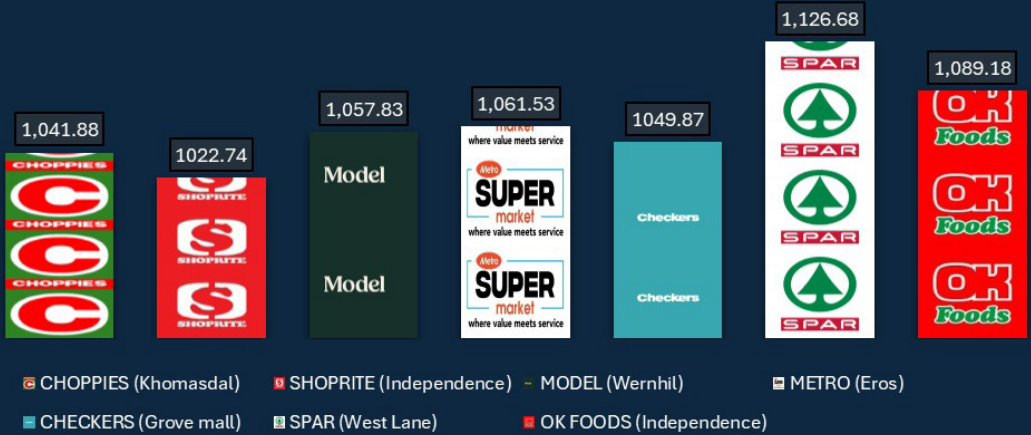 1,126.68
1,089.18
1,057.83
1,061.53
1049.87
1,041.88
1022.74
CHOPPIES
CHOPPIES
CHOPPIES
SHOPRITE
SHOPRITE
SHOPRITE
Model
Model
market
where value meets service
Metro
SUPER
market
where value meets service
Metro
SUPER
market
where value meets service
Checkers
Checkers
SPAR
SPAR
SPAR
SPAR
OK
Foods
OK
Foods
OK
Foods
CHOPPIES (Khomasdal) SHOPRITE (Independence) MODEL (Wernhil) METRO (Eros)
CHECKERS (Grove mall) SPAR (West Lane) OK FOODS (Independence)